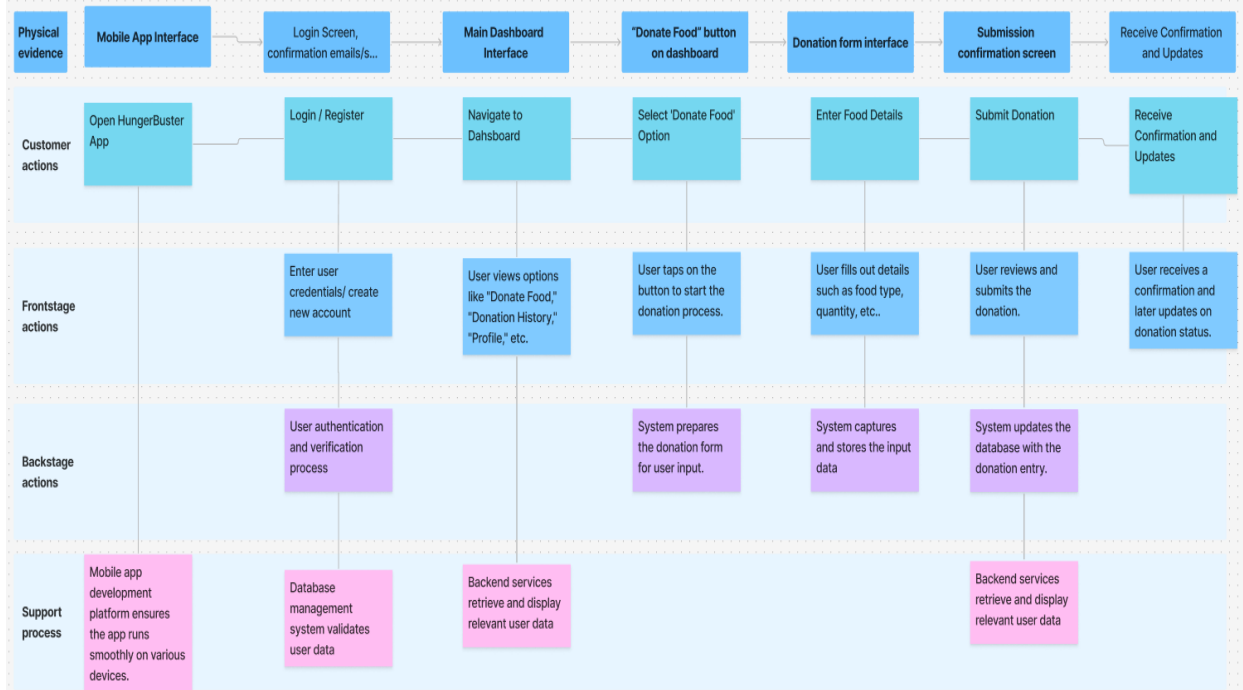 Physical
evidence
Mobile App Interface
Login Screen,
confirmation emails/s...
Main Dashboard
Interface
"Donate Food" button
on dashboard
Donation form interface
Submission
confirmation screen
Receive Confirmation
and Updates
Customer
actions
Open HungerBuster
App
Login / Register
Navigate to
Dahsboard
Select 'Donate Food'
Option
Enter Food Details
Submit Donation
Receive
Confirmation and
Updates
Frontstage
actions
Enter user
credentials/ create
new account
User views options
like "Donate Food,"
"Donation History,"
"Profile," etc.
User taps on the
button to start the
donation process.
User fills out details
such as food type,
quantity, etc..
User reviews and
submits the
donation.
User receives a
confirmation and
later updates on
donation status.
Backstage
actions
User authentication
and verification
process
System prepares
the donation form
for user input.
System captures
and stores the input
data
System updates the
database with the
donation entry.
Support
process
Mobile app
development
platform ensures
the app runs
smoothly on various
devices.
Database
management
system validates
user data
Backend services
retrieve and display
relevant user data
Backend services
retrieve and display
relevant user data